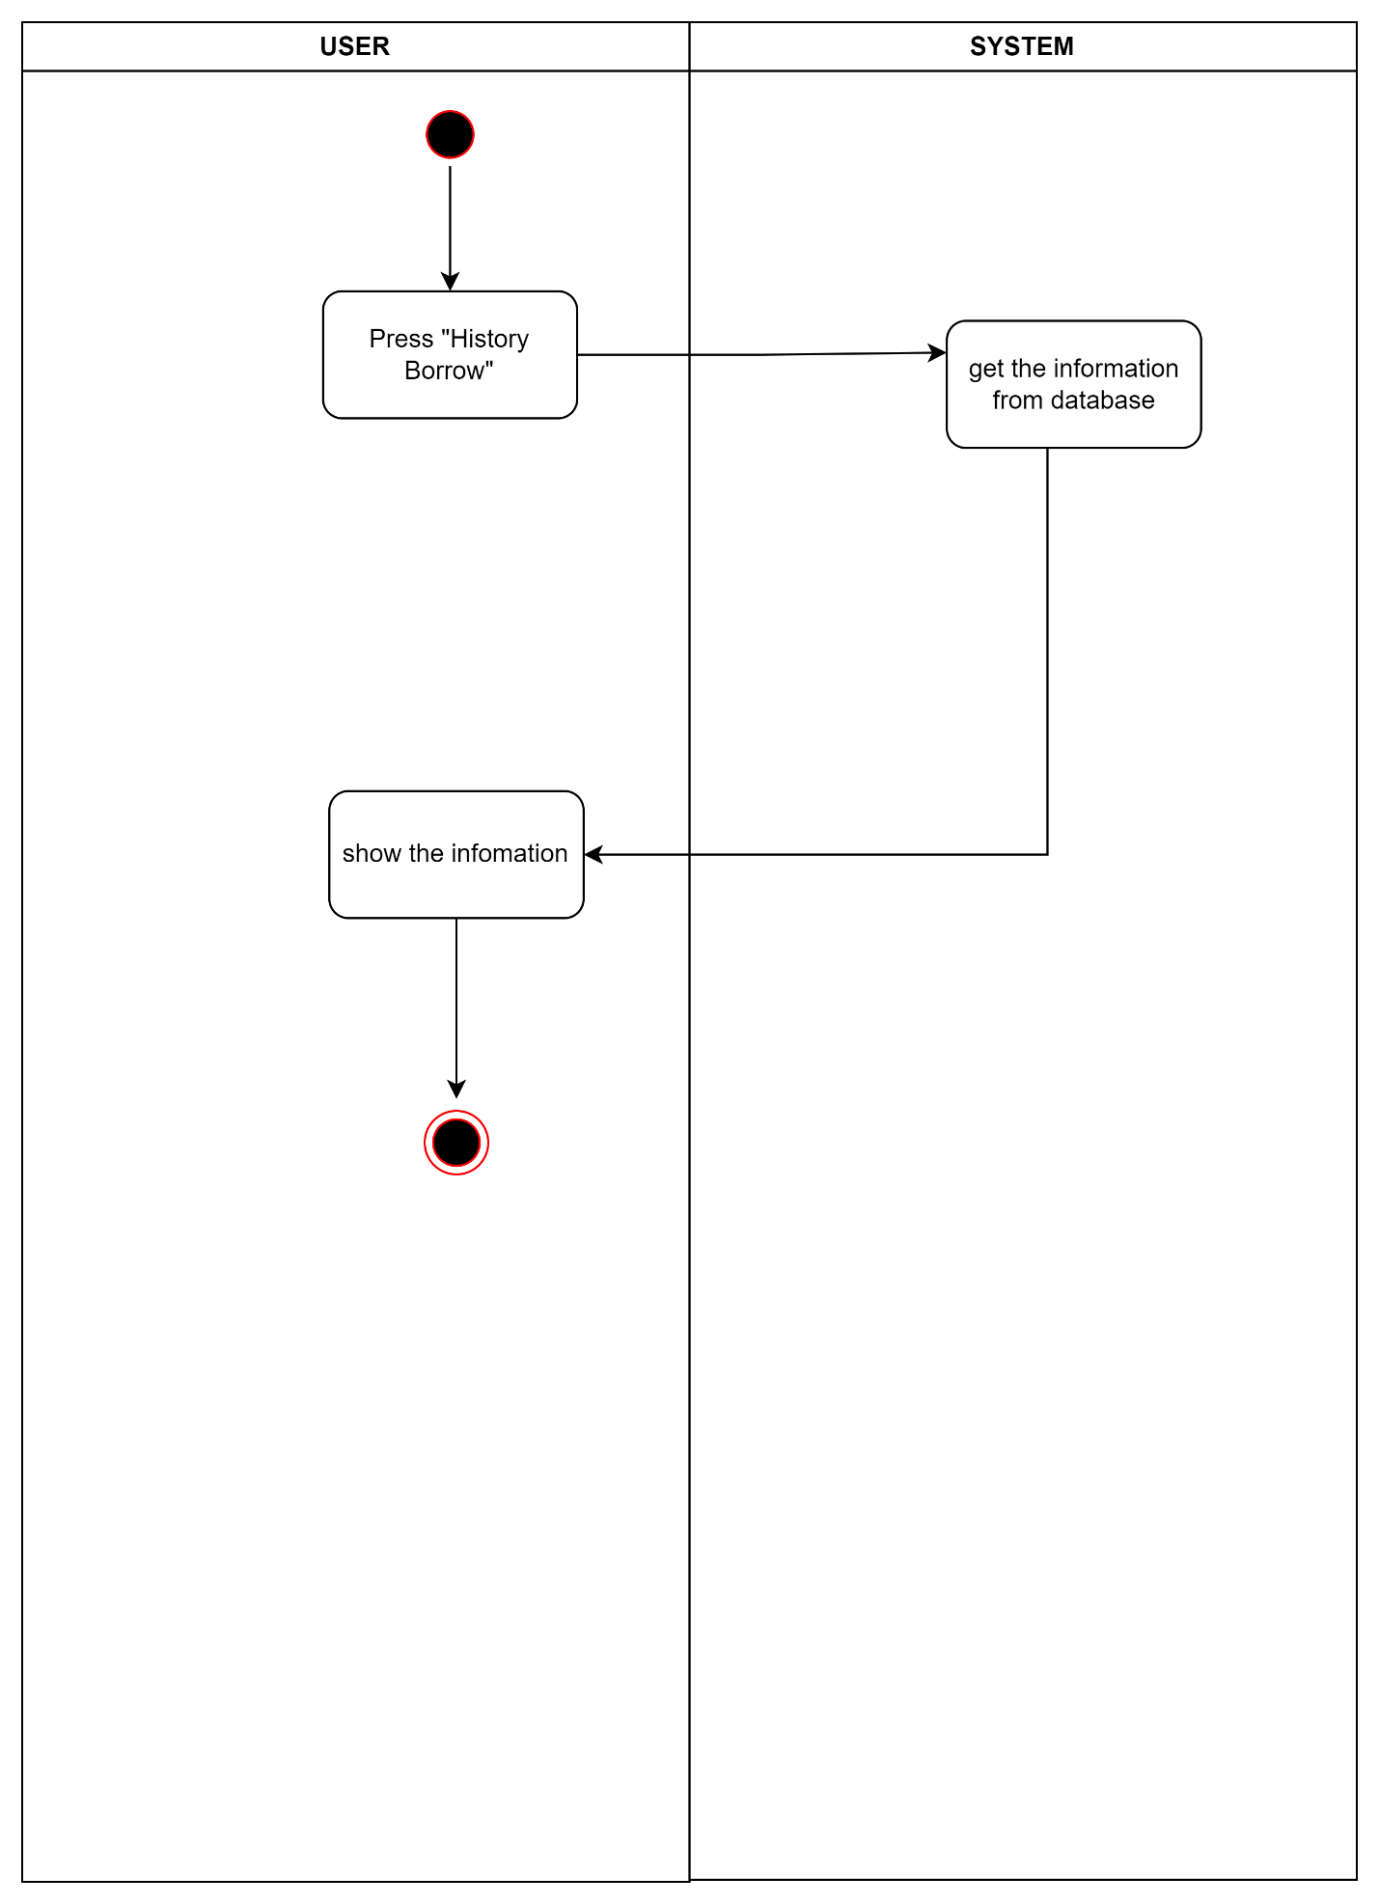 USER
SYSTEM
Press "History
Borrow"
get the information
from database
show the infomation